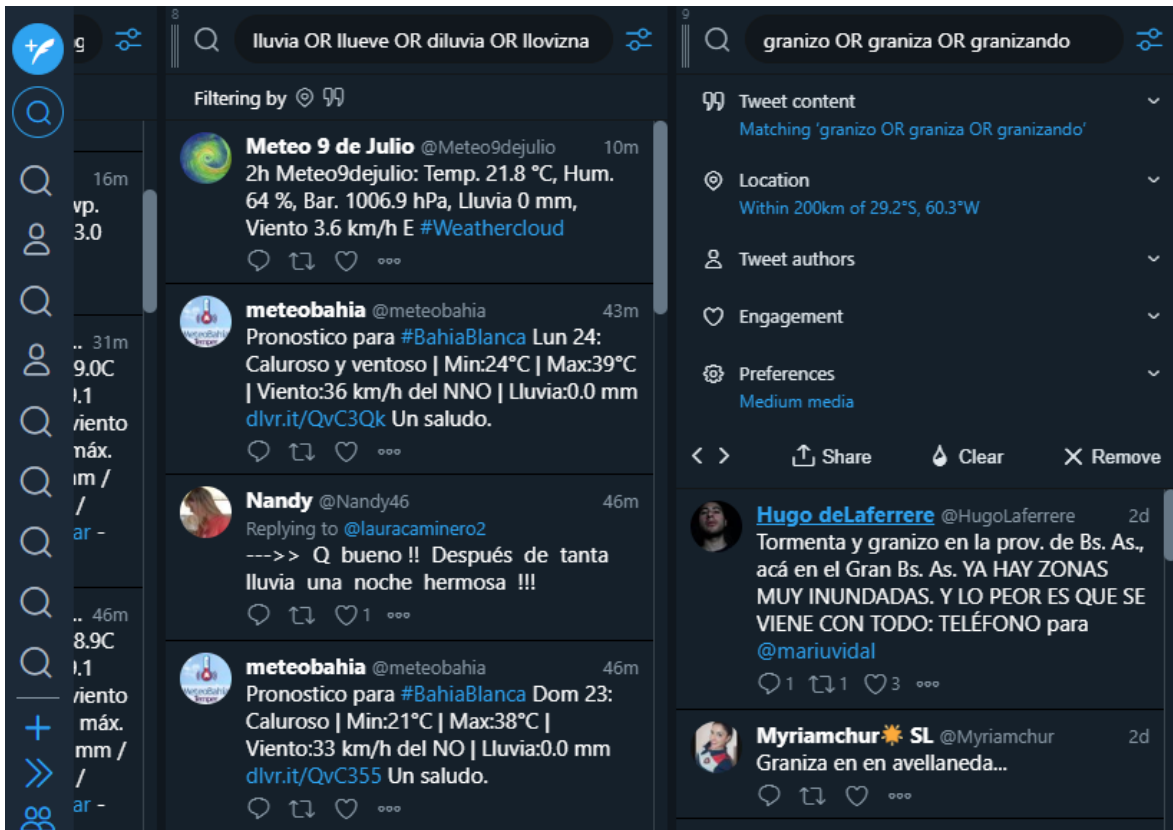 g
16m
wp.
3.0
.. 31m
9.0C
9.1
viento
máx.
mm /
/
ar -
.. 46m
8.9C
9.1
viento
máx.
mm /
/
ar -
8
lluvia OR llueve OR diluvia OR llovizna
Filtering by
Meteo 9 de Julio @Meteo9dejulio 10m
2h Meteo9dejulio: Temp. 21.8 °C, Hum.
64 %, Bar. 1006.9 hPa, Lluvia 0 mm,
Viento 3.6 km/h E #Weathercloud
meteobahia @meteobahia 43m
Pronostico para #BahiaBlanca Lun 24:
Caluroso y ventoso | Min:24°C | Max:39°C
| Viento:36 km/h del NNO | Lluvia:0.0 mm
dlvr.it/QvC3Qk Un saludo.
Nandy @Nandy46 46m
Replying to @lauracaminero2
--->> Q bueno !! Después de tanta
lluvia una noche hermosa !!!
1
meteobahia @meteobahia 46m
Pronostico para #BahiaBlanca Dom 23:
Caluroso | Min:21°C | Max:38°C |
Viento:33 km/h del NO | Lluvia:0.0 mm
dlvr.it/QvC355 Un saludo.
9
granizo OR graniza OR granizando
Tweet content
Matching ‘granizo OR graniza OR granizando’
Location
Within 200km of 29.2°S, 60.3°W
Tweet authors
Engagement
Preferences
Medium media
Share Clear Remove
Hugo deLaferrere @HugoLaferrere 2d
Tormenta y granizo en la prov. de Bs. As.,
acá en el Gran Bs. As. YA HAY ZONAS
MUY INUNDADAS. Y LO PEOR ES QUE SE
VIENE CON TODO: TELÉFONO para
@mariuvidal
1 1 3
Myriamchur🌟 SL @Myriamchur 2d
Graniza en en avellaneda...